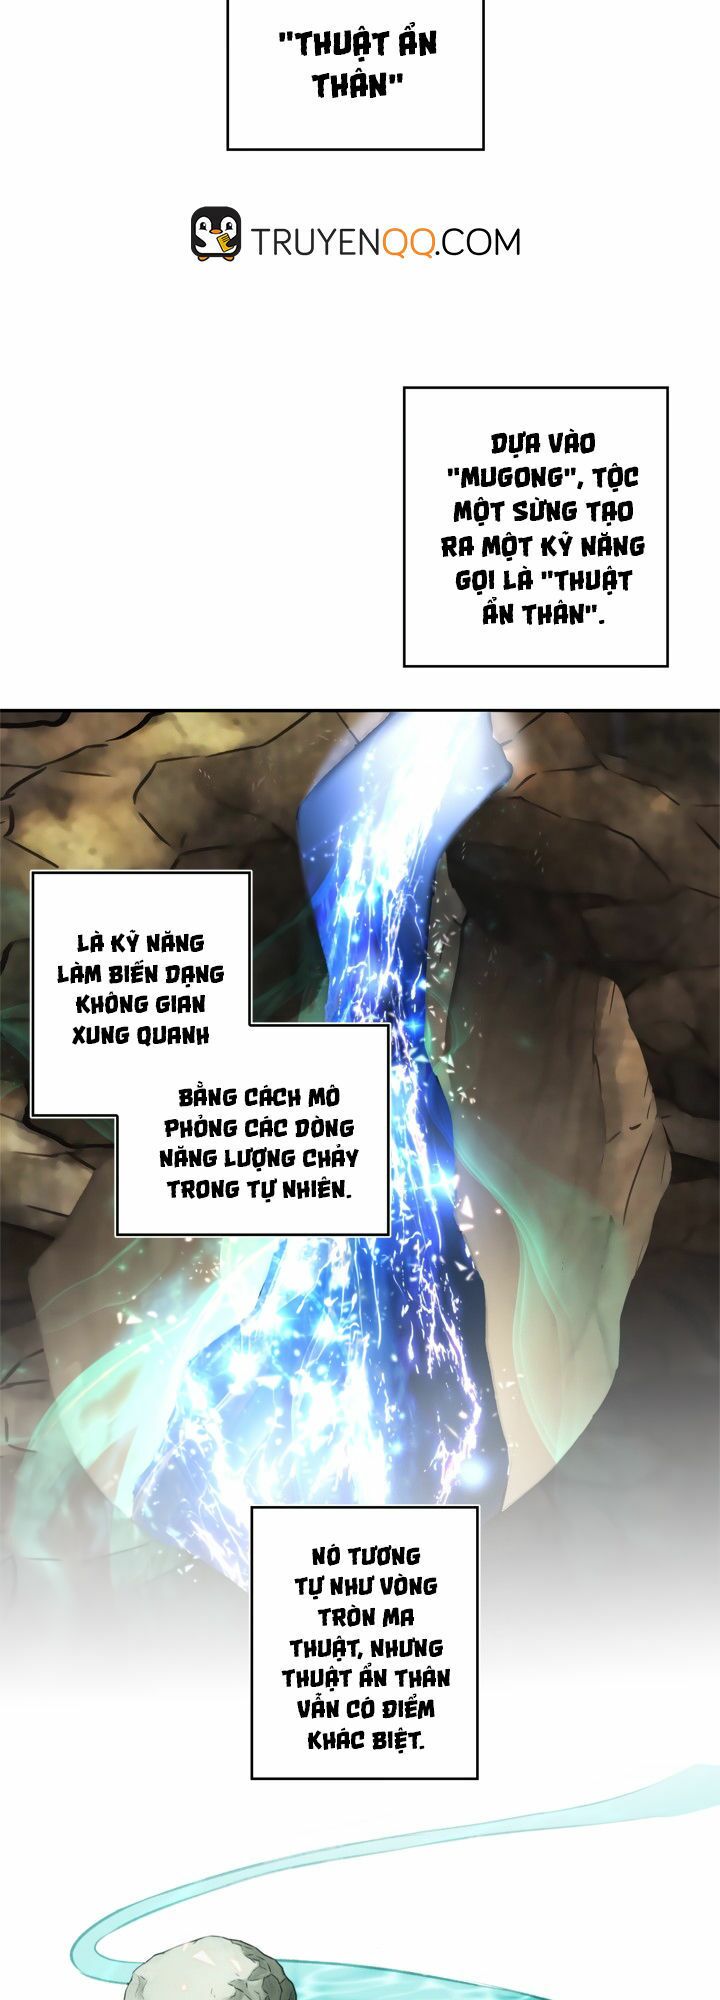 "THUẬT ẨN
THÂN"
TRUYENQQ.COM
DỰA VÀO
"MUGONG", TỘC
MỘT SỪNG TẠO
RA MỘT KỸ NĂNG
GỌI LÀ "THUẬT
ẨN THÂN".
LÀ KỸ NĂNG
LÀM BIẾN DẠNG
KHÔNG GIAN
XUNG QUANH
BẰNG CÁCH MÔ
PHỎNG CÁC DÒNG
NĂNG LƯỢNG CHẢY
TRONG TỰ NHIÊN.
NÓ TƯƠNG
TỰ NHƯ VÒNG
TRÒN MA
THUẬT, NHƯNG
THUẬT ẨN THÂN
VẪN CÓ ĐIỂM
KHÁC BIỆT.